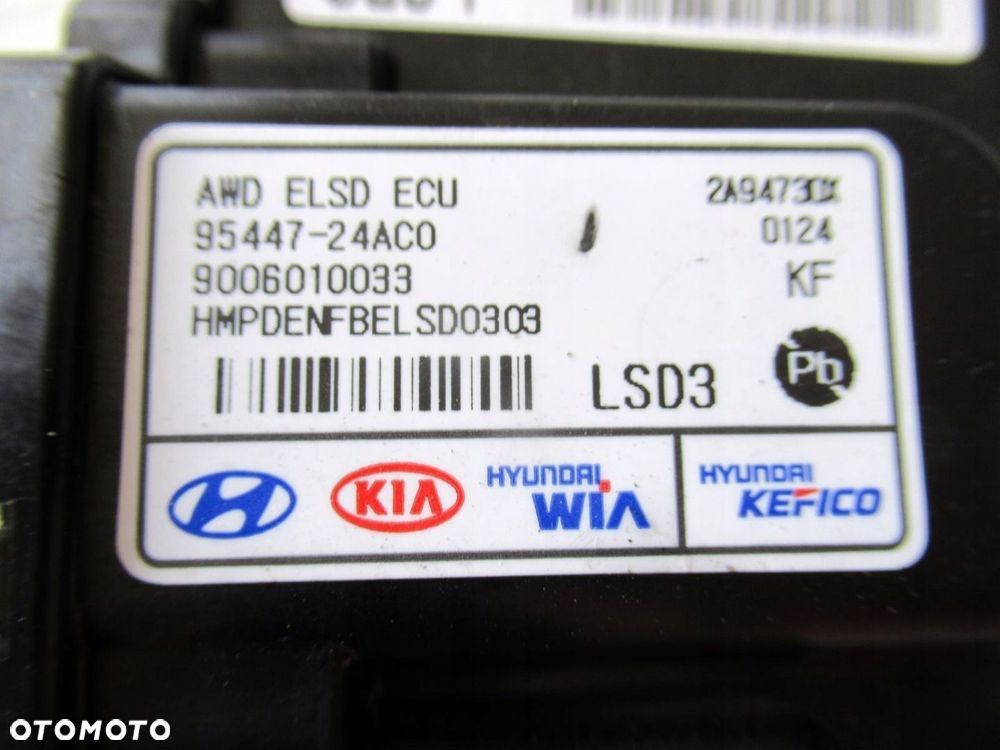 AWD ELSD ECU
95447-24AC0
9006010033
HMPDENFBELSD0303
0124
KF
Pb
LSD3
KIA
HYUNDAI
WIA
HYUNDAI
KEFICO
OTOMOTO